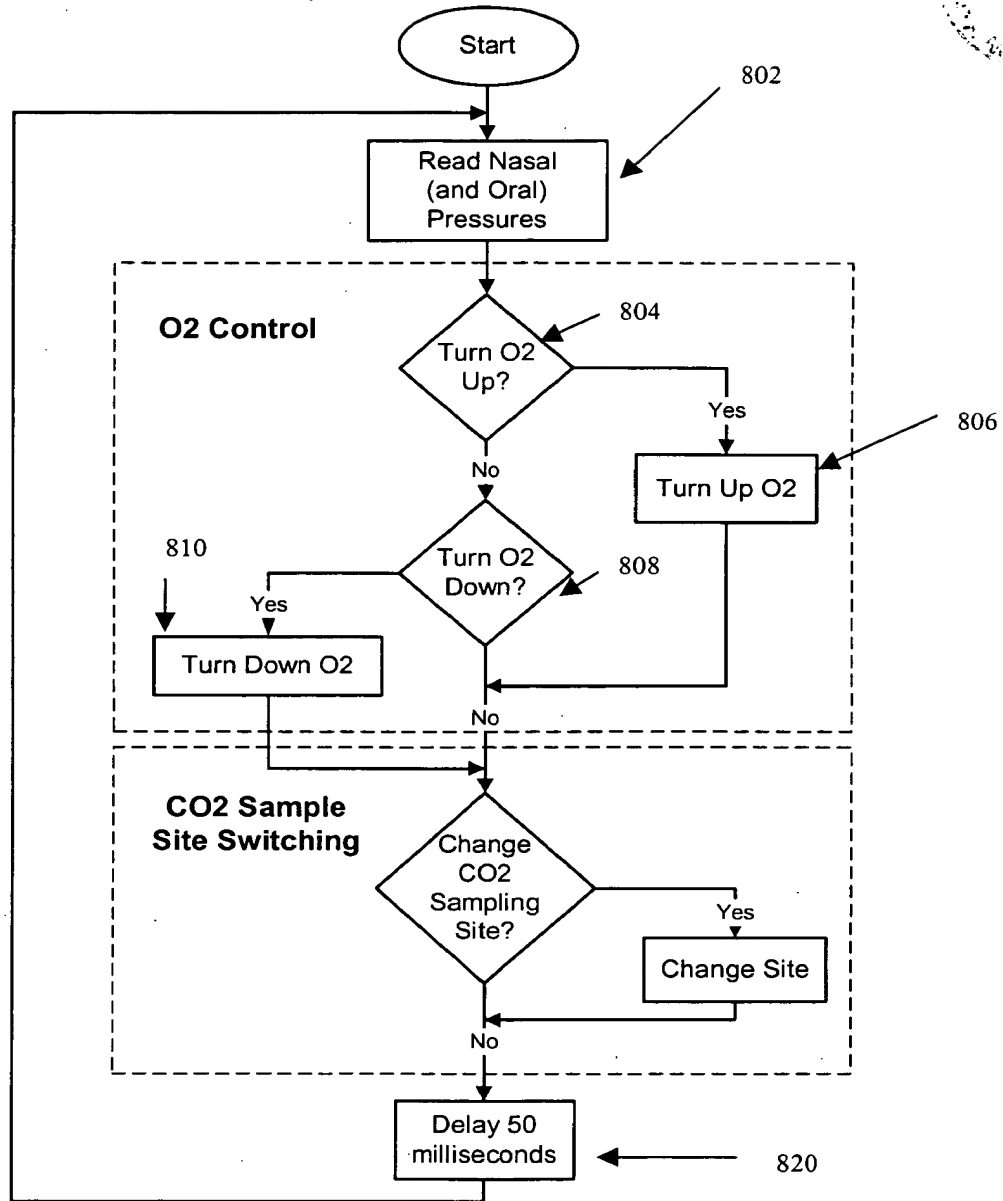 Start
802
Read Nasal
(and Oral)
Pressures
O2 Control
804
Turn O2
Up?
Yes
806
No
Turn Up O2
810
Turn O2
Down?
808
Yes
Turn Down O2
No
CO2 Sample
Site Switching
Change
CO2
Sampling
Site?
Yes
Change Site
No
Delay 50
milliseconds
820